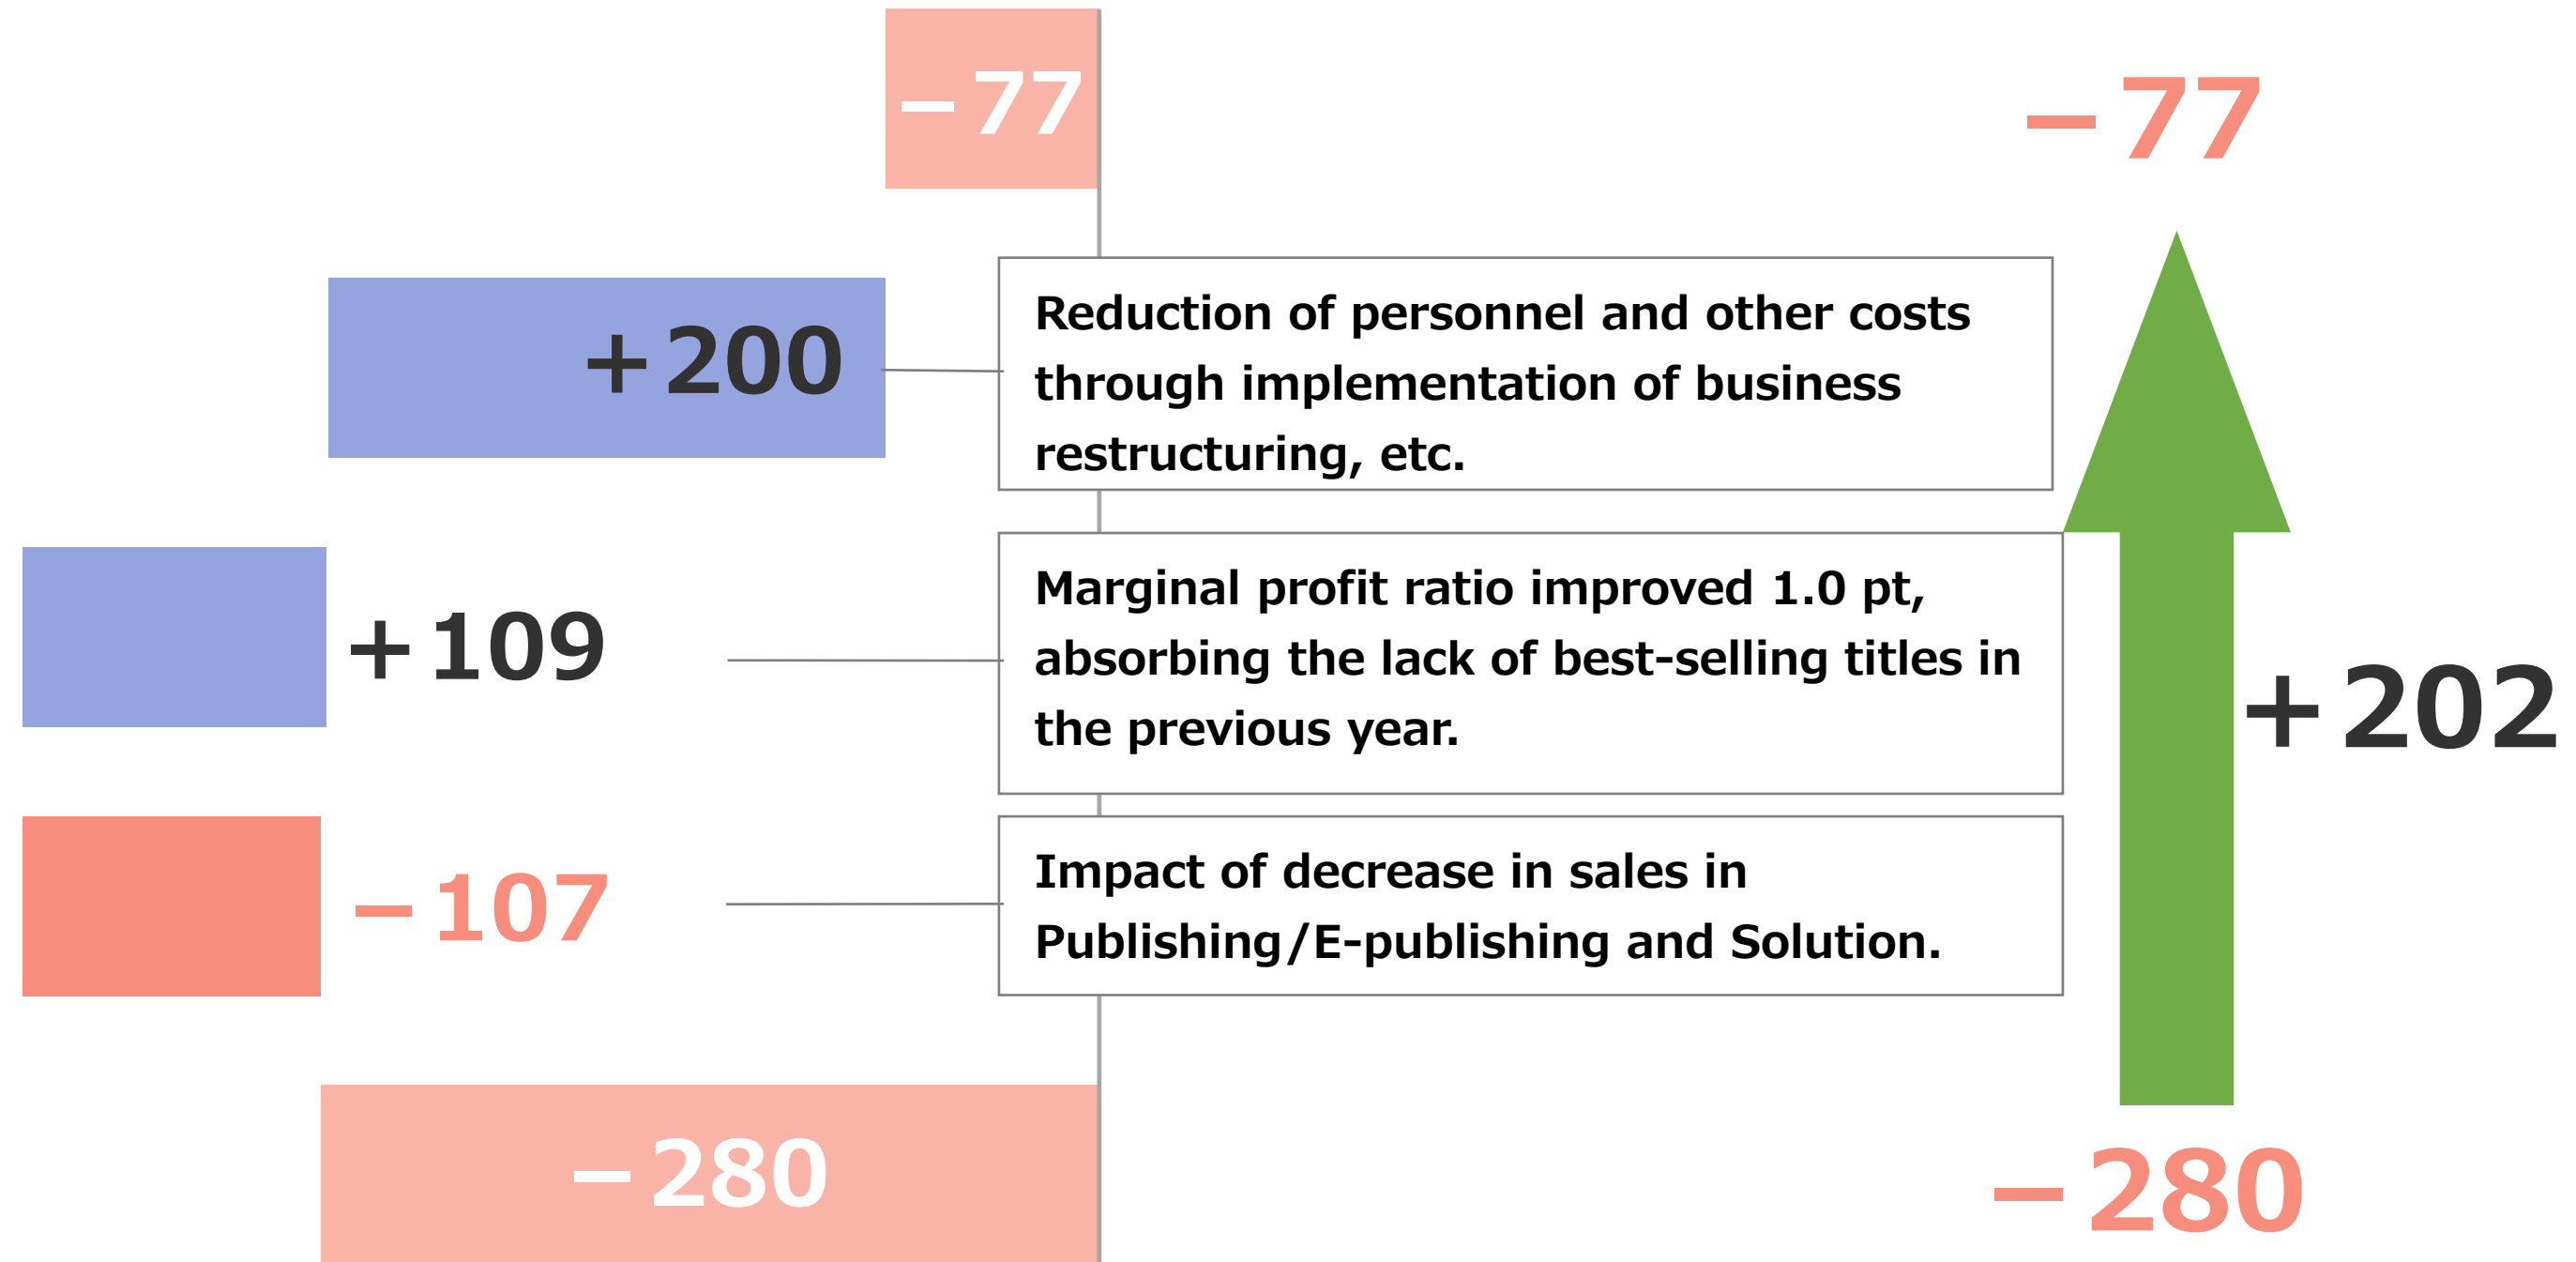 −77
−77
+200
Reduction of personnel and other costs
through implementation of business
restructuring, etc.
+109
Marginal profit ratio improved 1.0 pt,
absorbing the lack of best-selling titles in
the previous year.
+202
−107
Impact of decrease in sales in
Publishing/E-publishing and Solution.
−280
−280